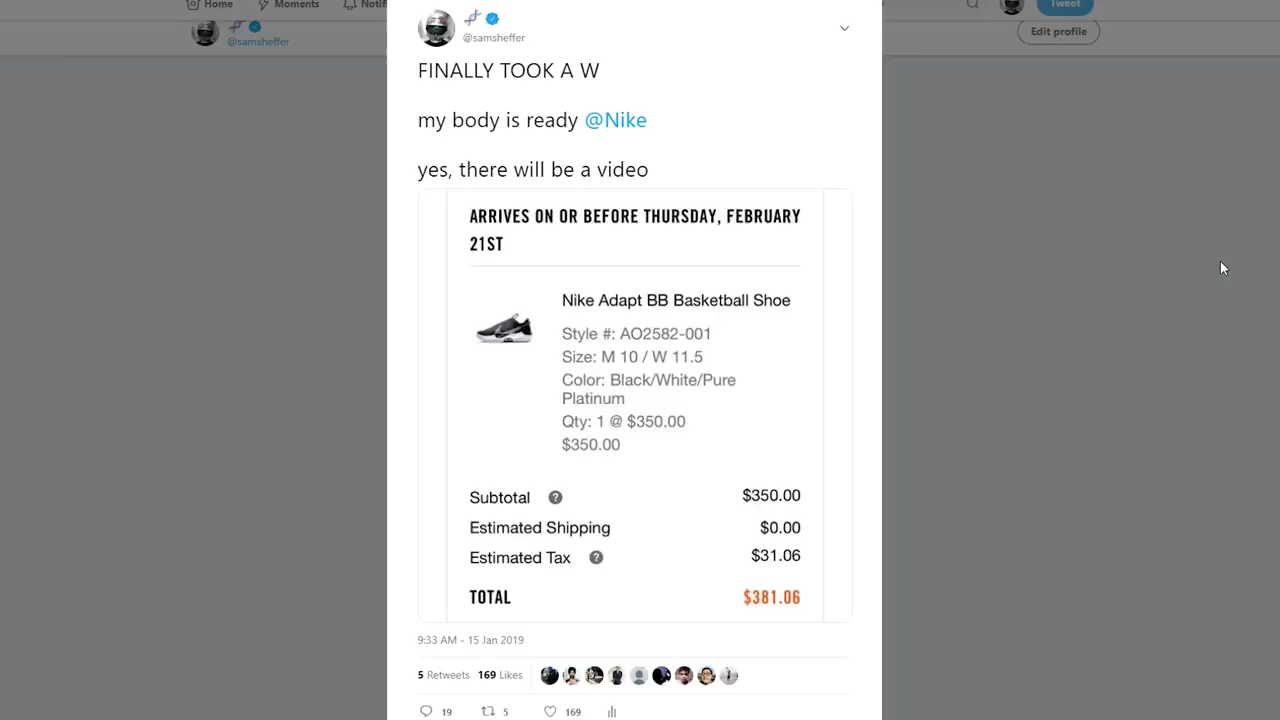 Home Moments Notif Tweet
@samsheffer
Edit profile
@samsheffer
FINALLY TOOK A W
my body is ready @Nike
yes, there will be a video
ARRIVES ON OR BEFORE THURSDAY, FEBRUARY
21ST
Nike Adapt BB Basketball Shoe
Style #: AO2582-001
Size: M 10 / W 11.5
Color: Black/White/Pure
Platinum
Qty: 1 @ $350.00
$350.00
Subtotal ? $350.00
Estimated Shipping $0.00
Estimated Tax ? $31.06
TOTAL $381.06
9:33 AM - 15 Jan 2019
5 Retweets 169 Likes
19 5 169